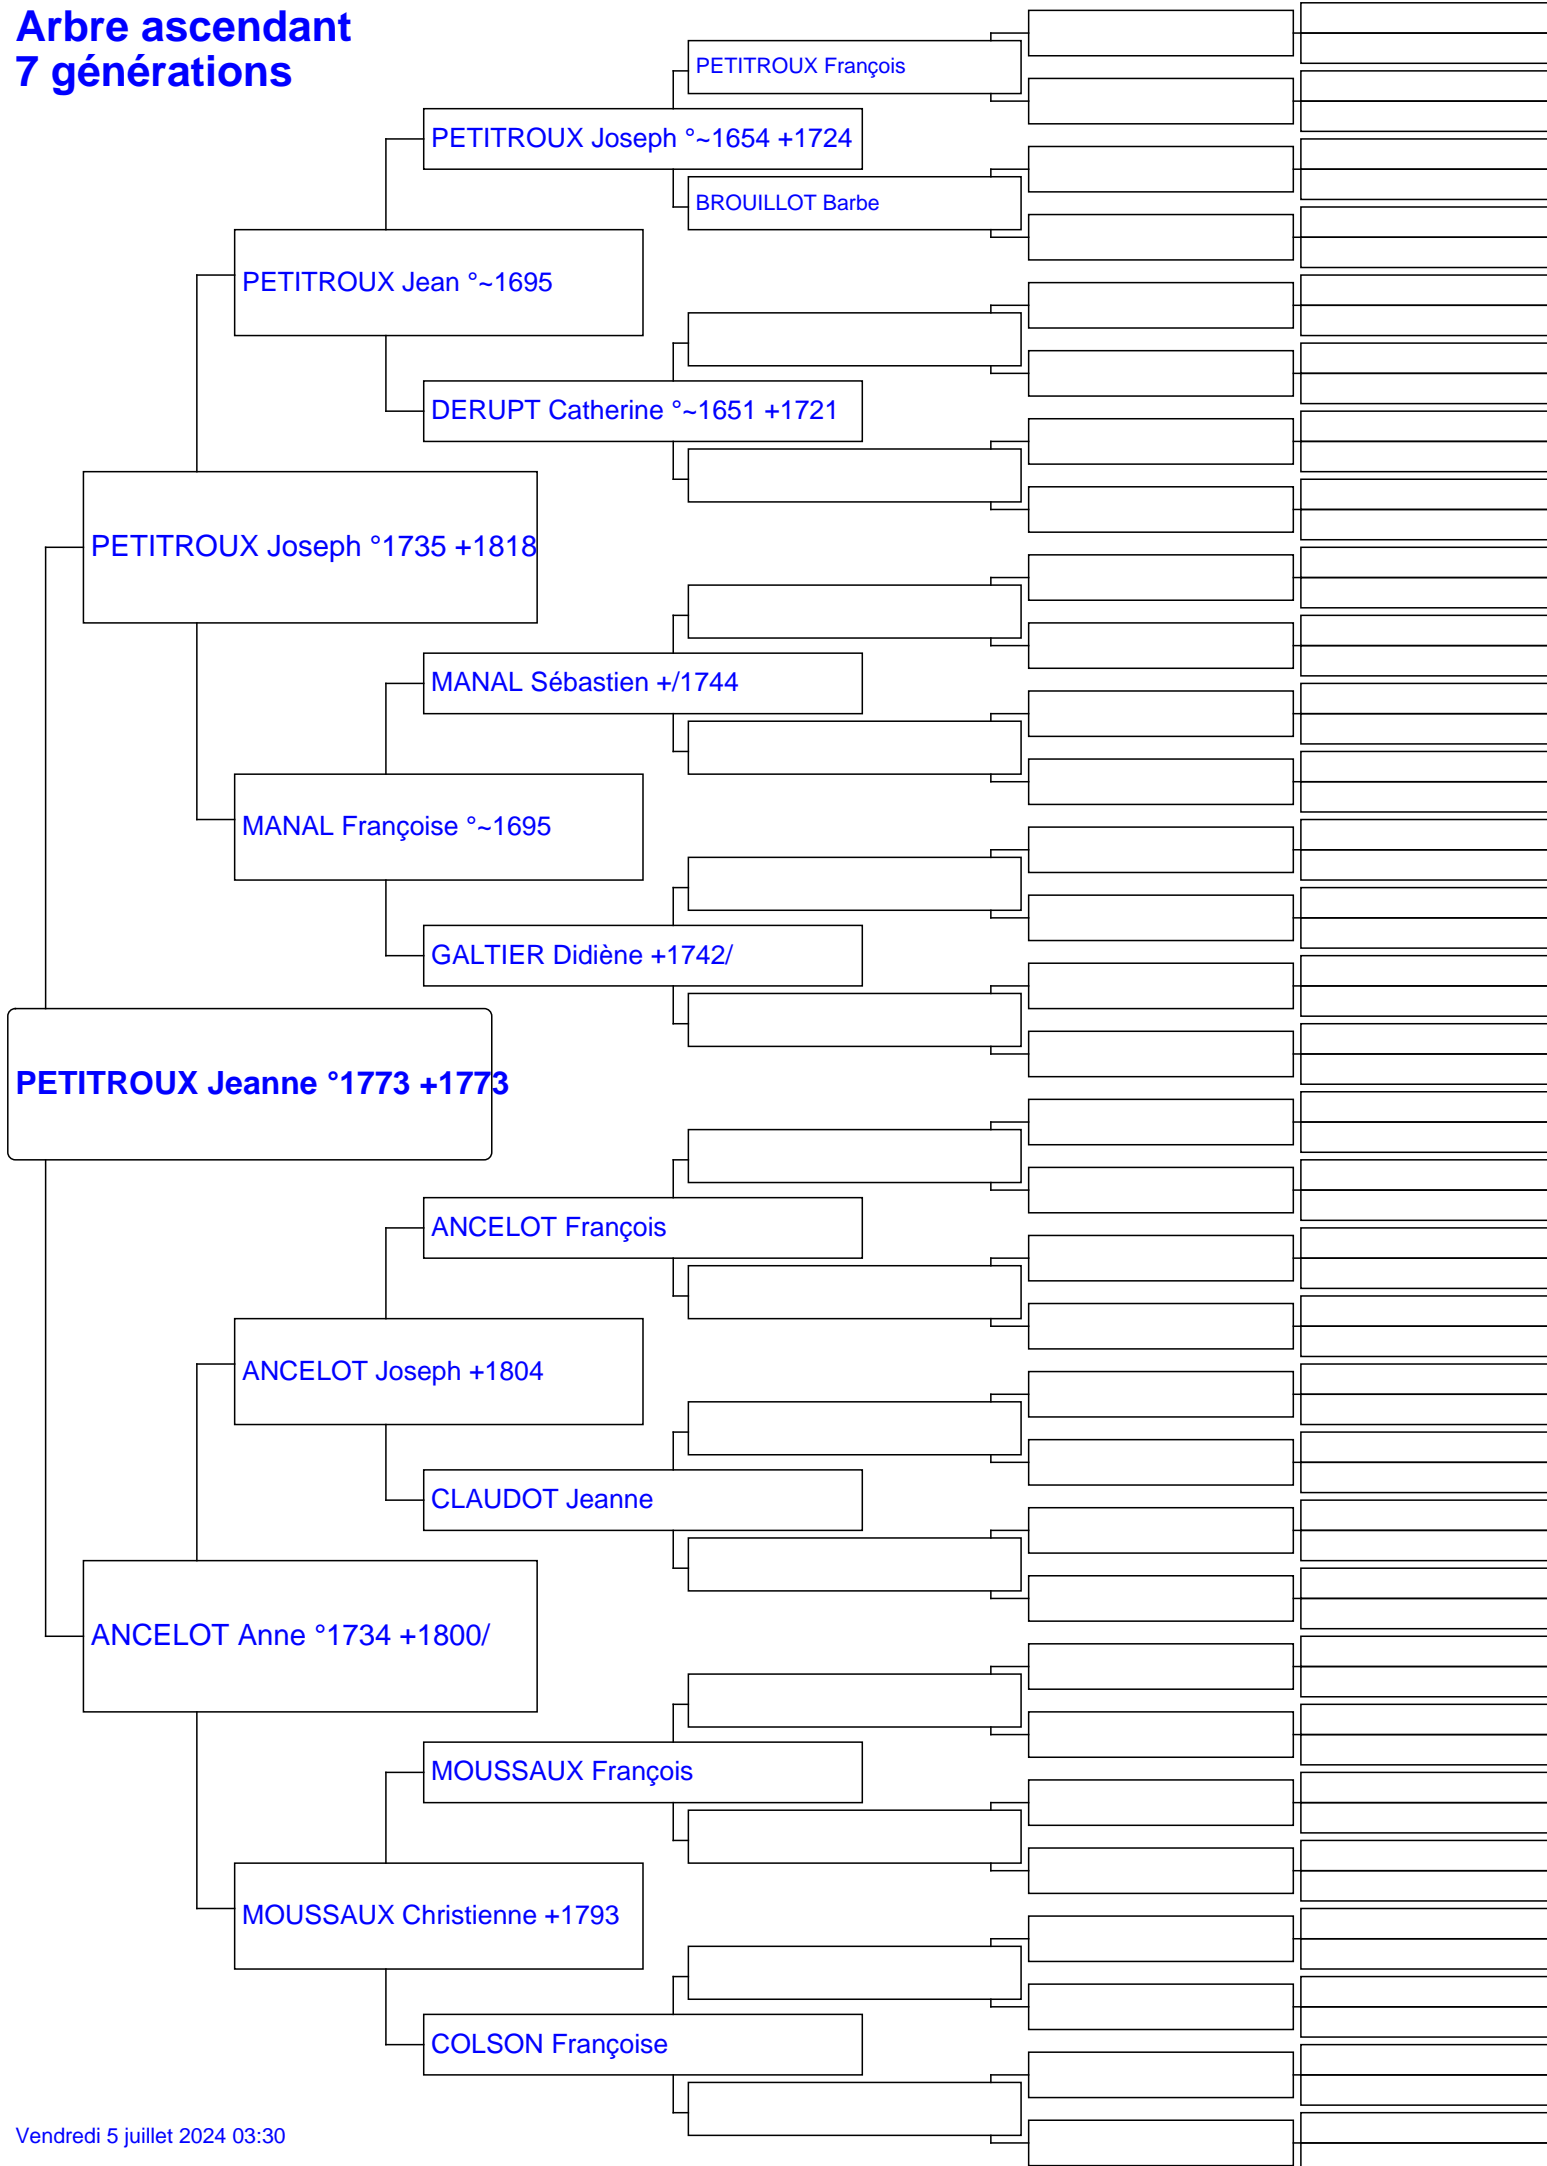 Arbre ascendant
7 générations
PETITROUX François
PETITROUX Joseph °~1654 +1724
BROUILLOT Barbe
PETITROUX Jean °~1695
DERUPT Catherine °~1651 +1721
PETITROUX Joseph °1735 +1818
MANAL Sébastien +/1744
MANAL Françoise °~1695
GALTIER Didiène +1742/
PETITROUX Jeanne °1773 +1773
ANCELOT François
ANCELOT Joseph +1804
CLAUDOT Jeanne
ANCELOT Anne °1734 +1800/
MOUSSAUX François
MOUSSAUX Christienne +1793
COLSON Françoise
Vendredi 5 juillet 2024 03:30